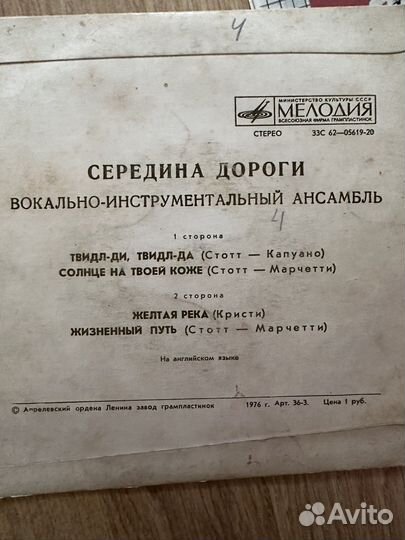 4
МИНИСТЕРСТВО КУЛЬТУРЫ СССР
МЕЛОДИЯ
ВСЕСОЮЗНАЯ ФИРМА ГРАМПЛАСТИНОК
СТЕРЕО 33С 62—05619-20
СЕРЕДИНА ДОРОГИ
ВОКАЛЬНО-ИНСТРУМЕНТАЛЬНЫЙ АНСАМБЛЬ
4
1 сторона
ТВИДЛ-ДИ, ТВИДЛ-ДА (Стотт — Капуано)
СОЛНЦЕ НА ТВОЕЙ КОЖЕ (Стотт — Марчетти)
2 сторона
ЖЕЛТАЯ РЕКА (Кристи)
ЖИЗНЕННЫЙ ПУТЬ (Стотт — Марчетти)
На английском языке
© Апрелевский ордена Ленина завод грампластинок 1976 г. Арт. 36-3. Цена 1 руб.
Avito